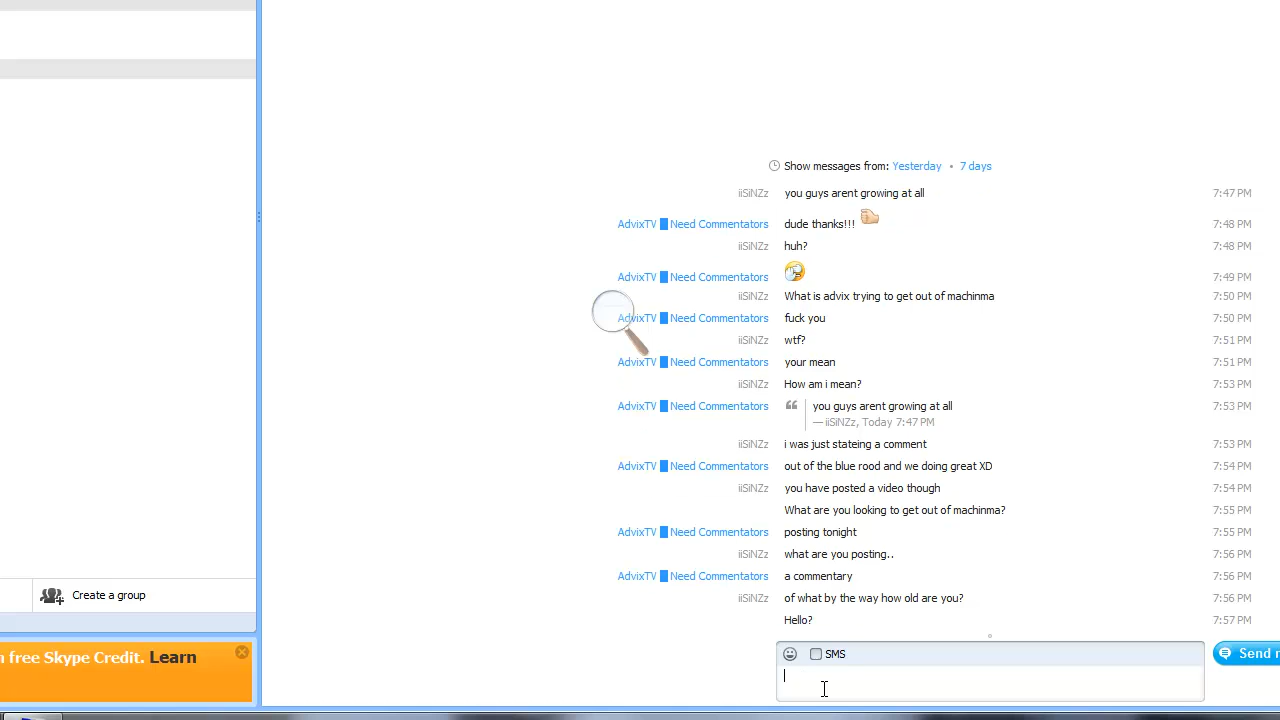 Show messages from: Yesterday • 7 days
iiSiNZz you guys arent growing at all 7:47 PM
AdvixTV █ Need Commentators dude thanks!!! 7:48 PM
iiSiNZz huh? 7:48 PM
AdvixTV █ Need Commentators 7:49 PM
iiSiNZz What is advix trying to get out of machinma 7:50 PM
AdvixTV █ Need Commentators fuck you 7:50 PM
iiSiNZz wtf? 7:51 PM
AdvixTV █ Need Commentators your mean 7:51 PM
iiSiNZz How am i mean? 7:53 PM
AdvixTV █ Need Commentators you guys arent growing at all 7:53 PM
— iiSiNZz, Today 7:47 PM
iiSiNZz i was just stateing a comment 7:53 PM
AdvixTV █ Need Commentators out of the blue rood and we doing great XD 7:54 PM
iiSiNZz you have posted a video though 7:54 PM
What are you looking to get out of machinma? 7:55 PM
AdvixTV █ Need Commentators posting tonight 7:55 PM
iiSiNZz what are you posting.. 7:56 PM
AdvixTV █ Need Commentators a commentary 7:56 PM
iiSiNZz of what by the way how old are you? 7:56 PM
Hello? 7:57 PM
Create a group
free Skype Credit. Learn
SMS
Send